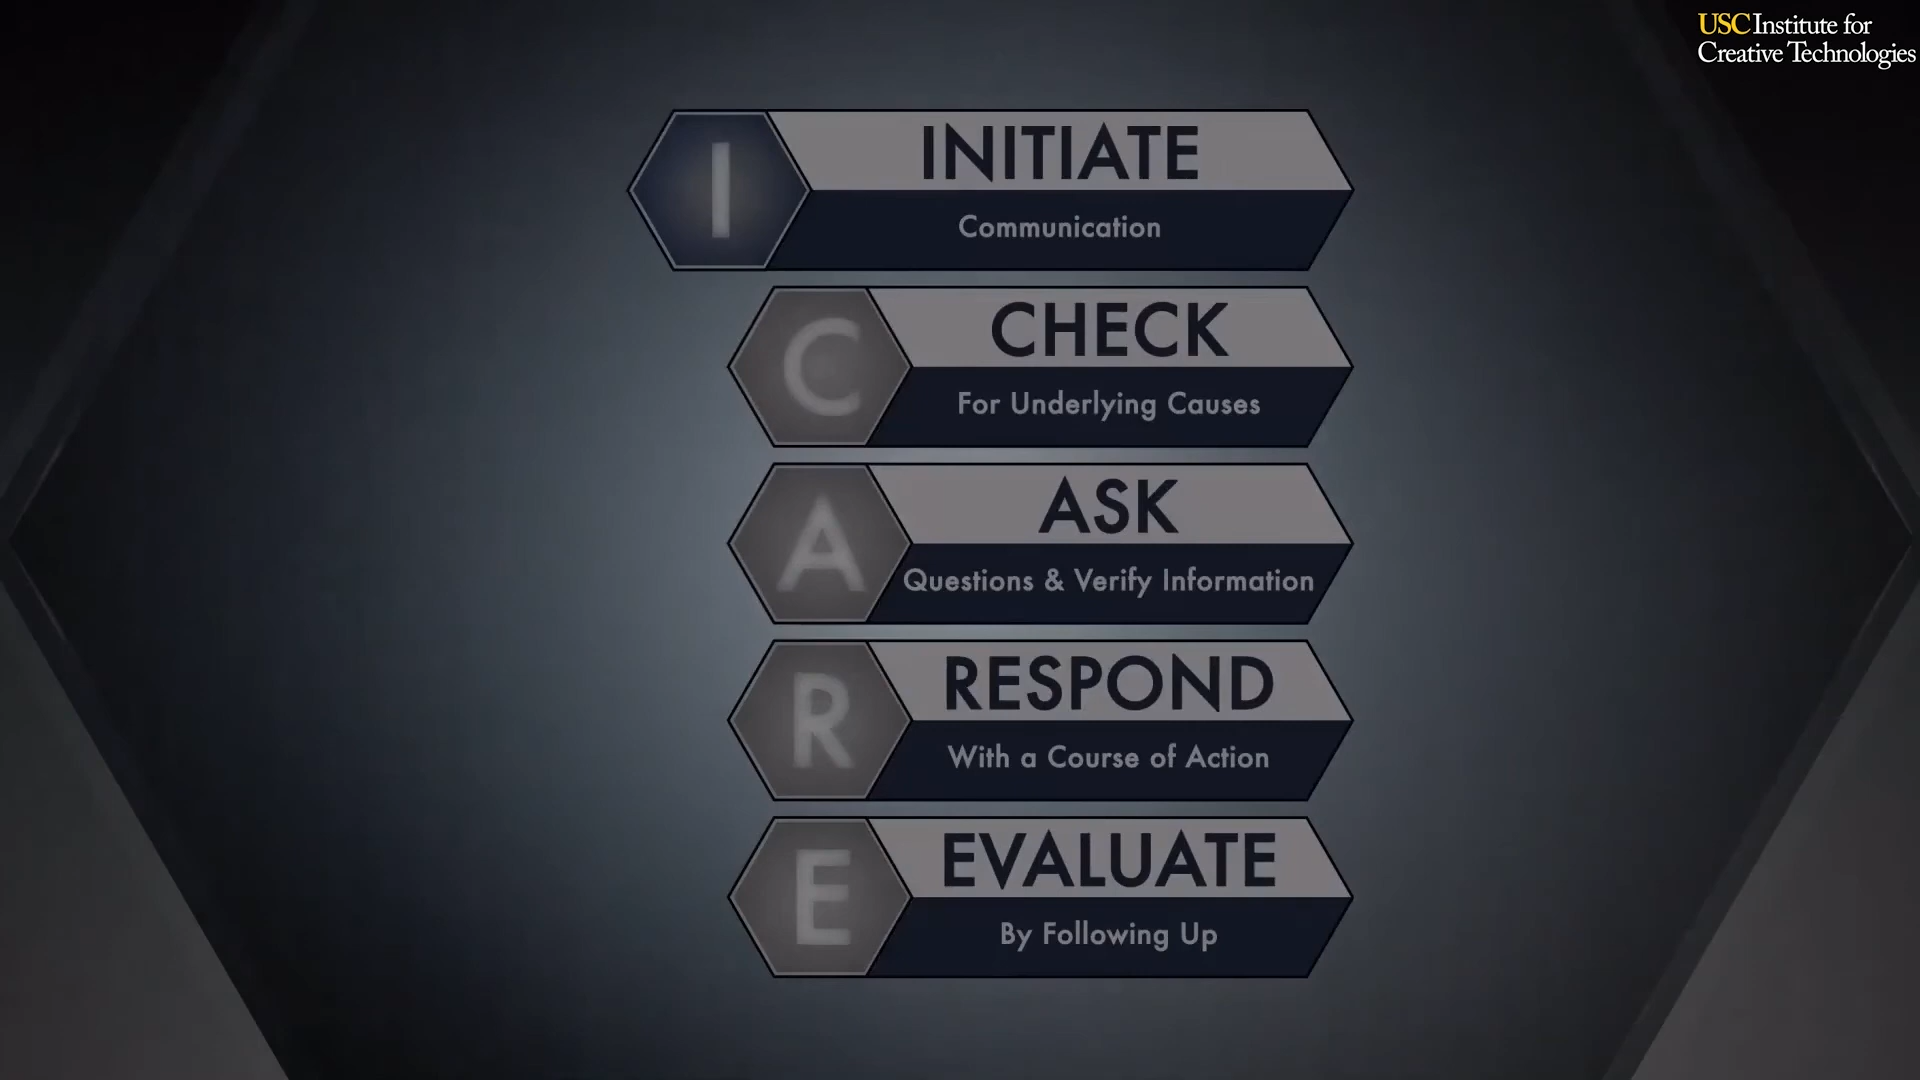 USC Institute for
Creative Technologies
I INITIATE
Communication
C CHECK
For Underlying Causes
A ASK
Questions & Verify Information
R RESPOND
With a Course of Action
E EVALUATE
By Following Up